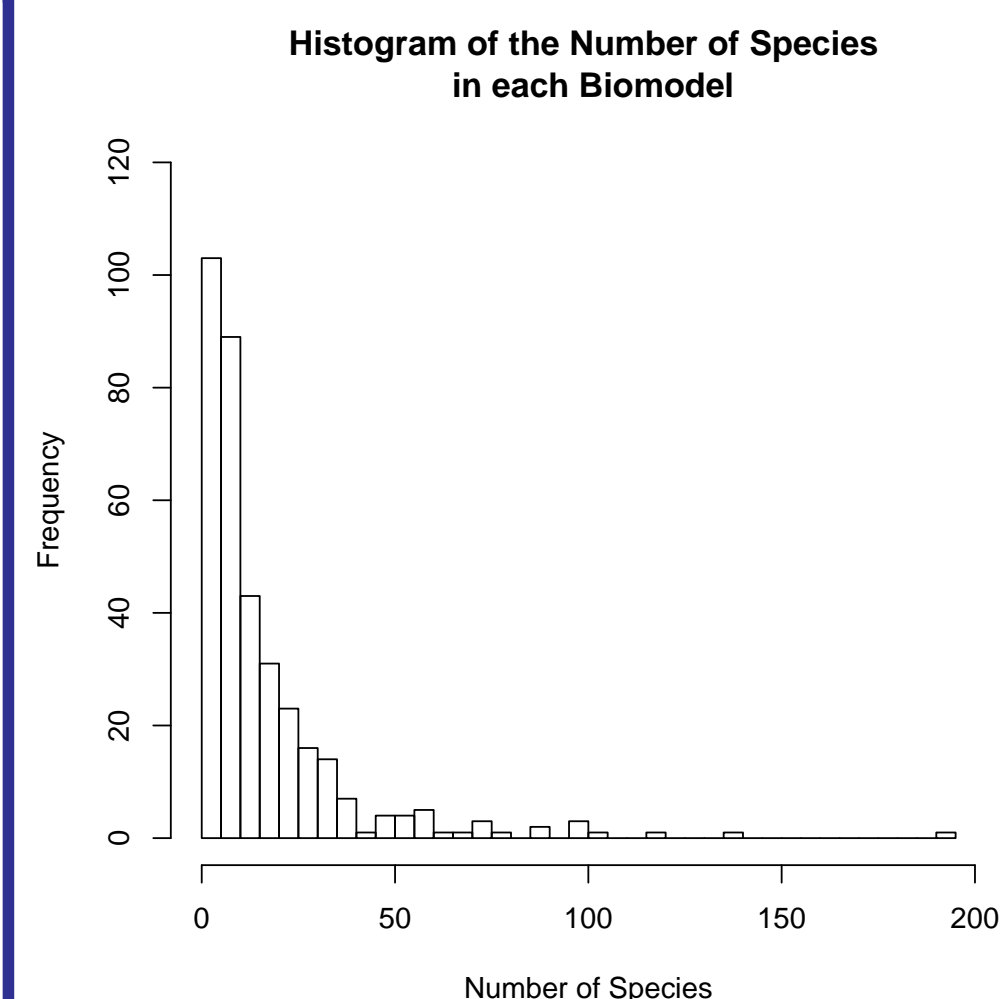 Histogram of the Number of Species
in each Biomodel
120
100
80
60
40
20
0
Frequency
0 50 100 150 200
Number of Species